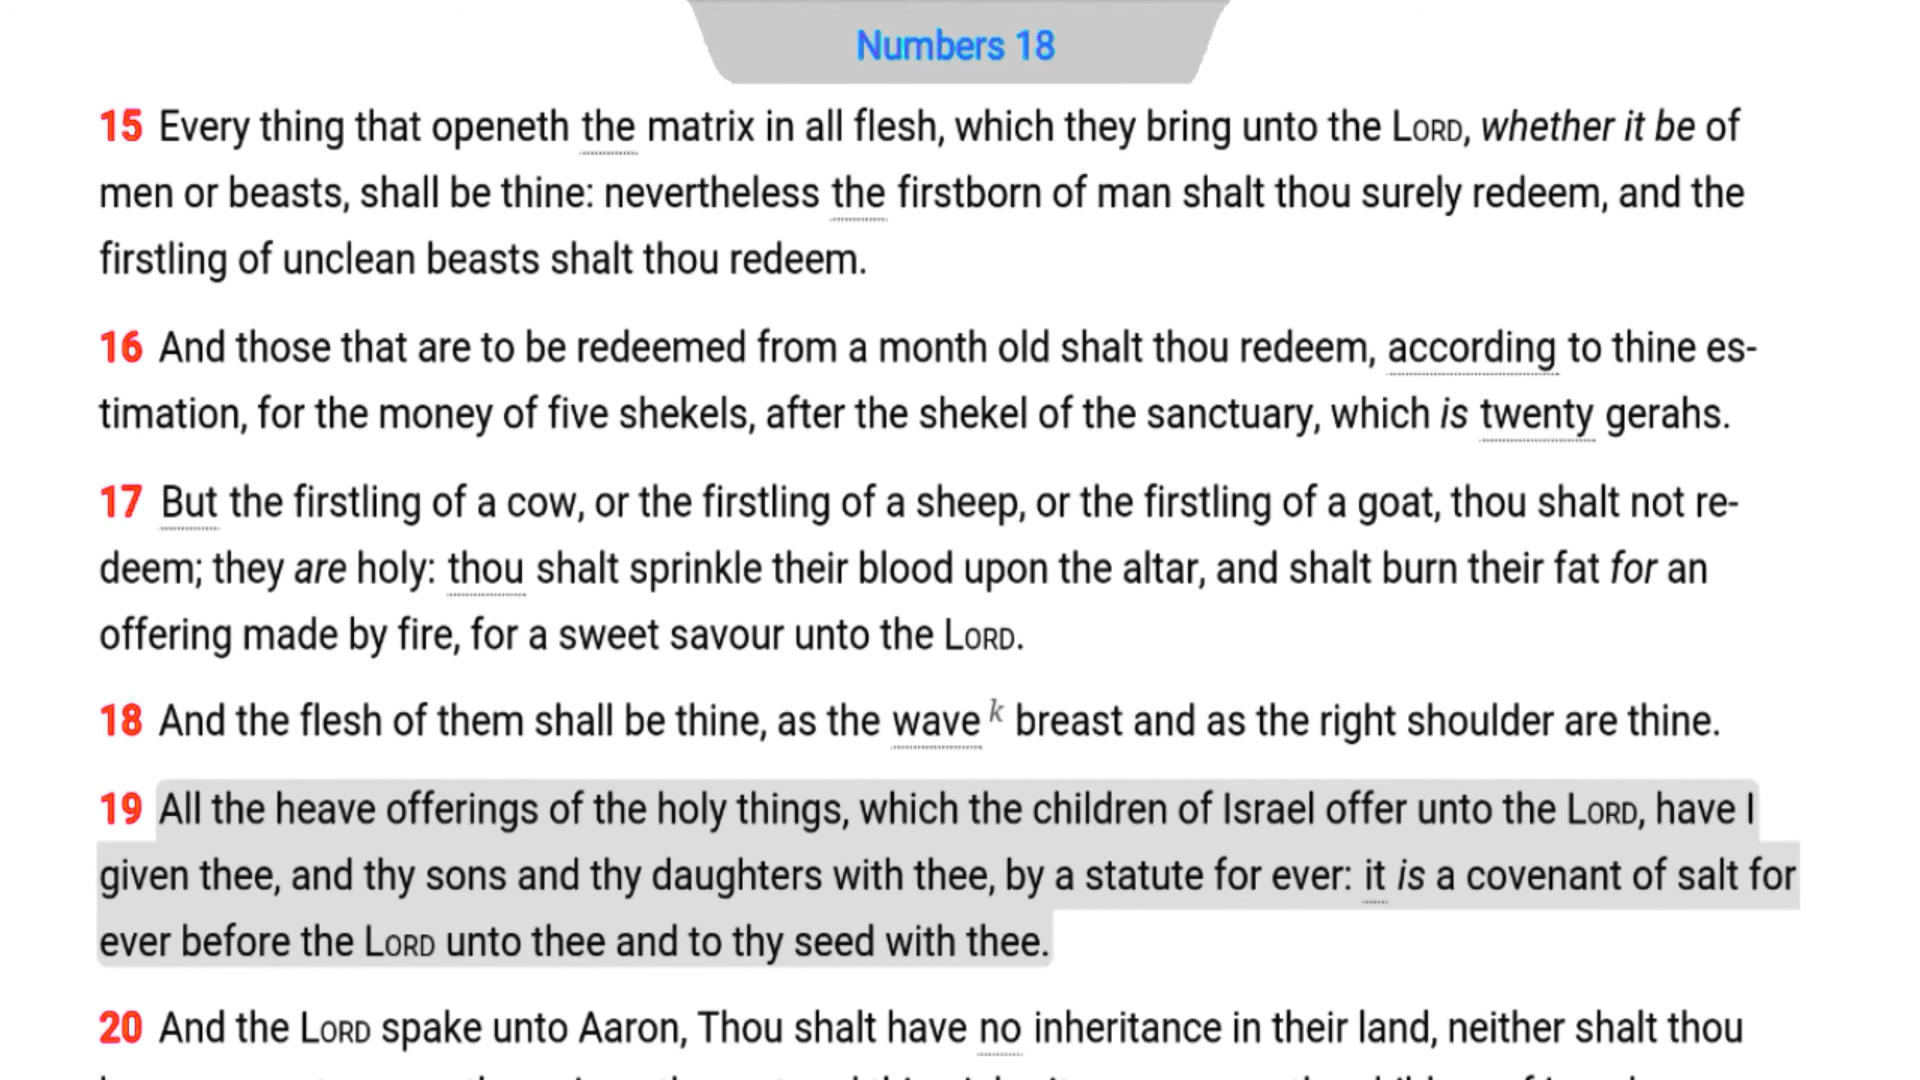 Numbers 18
15 Every thing that openeth the matrix in all flesh, which they bring unto the LORD, whether it be of
men or beasts, shall be thine: nevertheless the firstborn of man shalt thou surely redeem, and the
firstling of unclean beasts shalt thou redeem.
16 And those that are to be redeemed from a month old shalt thou redeem, according to thine es-
timation, for the money of five shekels, after the shekel of the sanctuary, which is twenty gerahs.
17 But the firstling of a cow, or the firstling of a sheep, or the firstling of a goat, thou shalt not re-
deem; they are holy: thou shalt sprinkle their blood upon the altar, and shalt burn their fat for an
offering made by fire, for a sweet savour unto the LORD.
18 And the flesh of them shall be thine, as the wave k breast and as the right shoulder are thine.
19 All the heave offerings of the holy things, which the children of Israel offer unto the LORD, have I
given thee, and thy sons and thy daughters with thee, by a statute for ever: it is a covenant of salt for
ever before the LORD unto thee and to thy seed with thee.
20 And the LORD spake unto Aaron, Thou shalt have no inheritance in their land, neither shalt thou